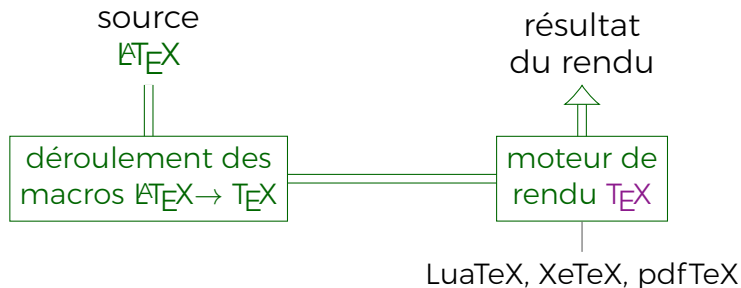 source
LATEX
résultat
du rendu
déroulement des
macros LATEX→ TEX
moteur de
rendu TEX
LuaTeX, XeTeX, pdfTeX